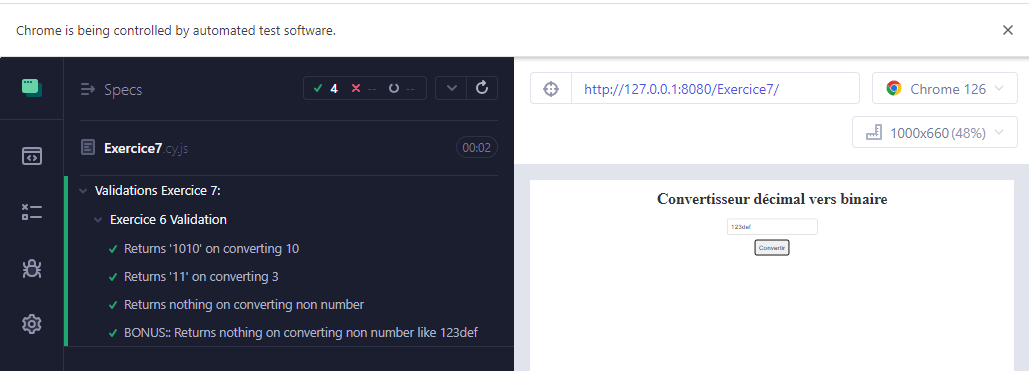 Chrome is being controlled by automated test software.
Specs
4 -- --
http://127.0.0.1:8080/Exercice7/
Chrome 126
1000x660 (48%)
Exercice7.cy.js
00:02
Validations Exercice 7:
Exercice 6 Validation
Returns '1010' on converting 10
Returns '11' on converting 3
Returns nothing on converting non number
BONUS:: Returns nothing on converting non number like 123def
Convertisseur décimal vers binaire
123def
Convertir